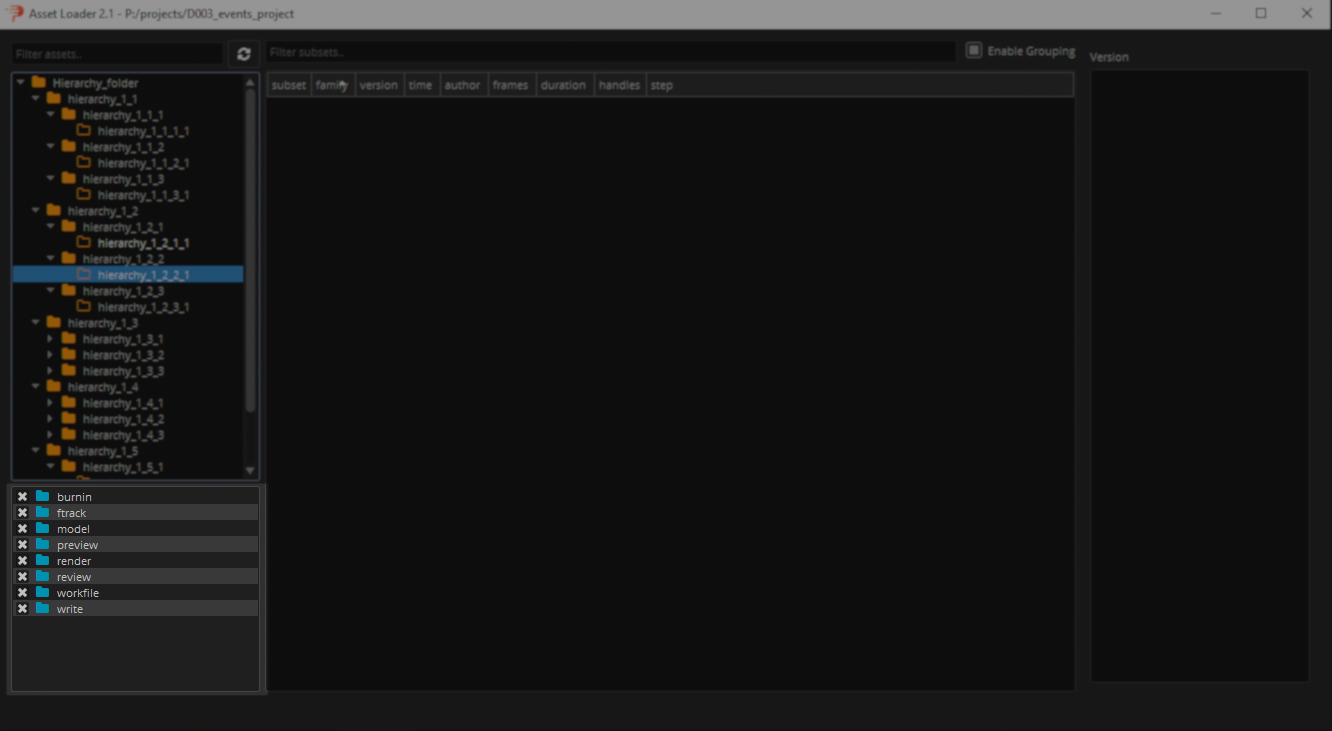 Asset Loader 2.1 - P:/projects/D003_events_project
Filter assets..
Filter subsets..
Enable Grouping
Version
subset family version time author frames duration handles step
Hierarchy_folder
hierarchy_1_1
hierarchy_1_1_1
hierarchy_1_1_1_1
hierarchy_1_1_2
hierarchy_1_1_2_1
hierarchy_1_1_3
hierarchy_1_1_3_1
hierarchy_1_2
hierarchy_1_2_1
hierarchy_1_2_1_1
hierarchy_1_2_2
hierarchy_1_2_2_1
hierarchy_1_2_3
hierarchy_1_2_3_1
hierarchy_1_3
hierarchy_1_3_1
hierarchy_1_3_2
hierarchy_1_3_3
hierarchy_1_4
hierarchy_1_4_1
hierarchy_1_4_2
hierarchy_1_4_3
hierarchy_1_5
hierarchy_1_5_1
burnin
ftrack
model
preview
render
review
workfile
write